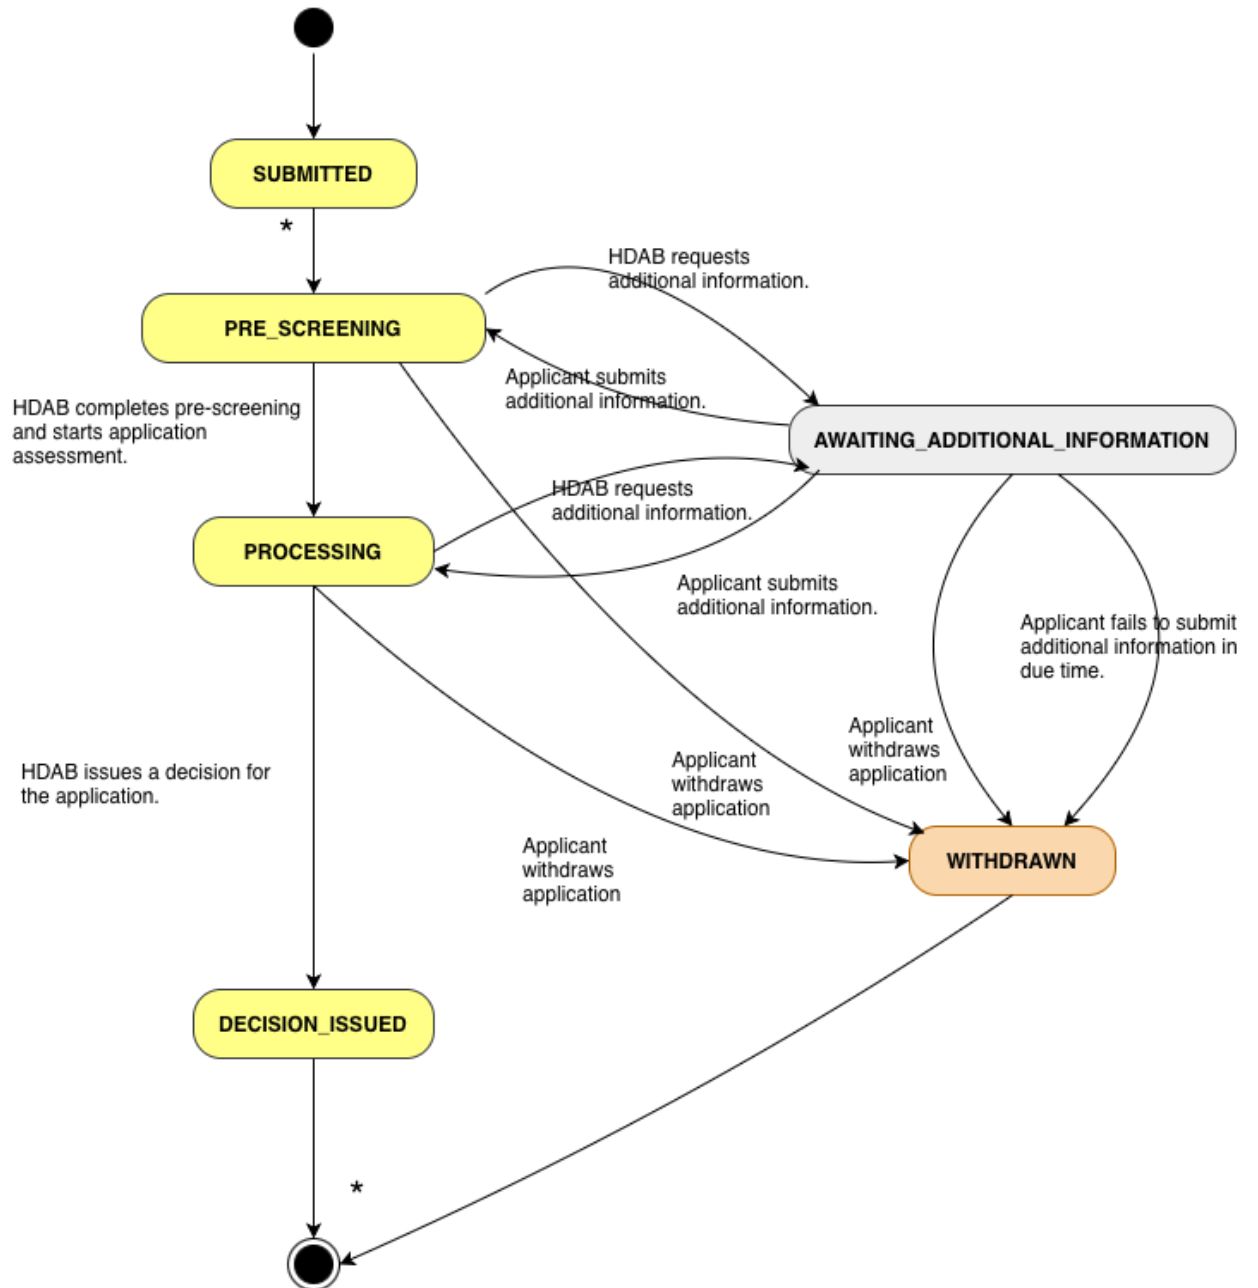 SUBMITTED
*
HDAB requests
additional information.
PRE_SCREENING
Applicant submits
additional information.
HDAB completes pre-screening
and starts application
assessment.
AWAITING_ADDITIONAL_INFORMATION
HDAB requests
additional information.
PROCESSING
Applicant submits
additional information.
Applicant fails to submit
additional information in
due time.
Applicant
withdraws
application
Applicant
withdraws
application
HDAB issues a decision for
the application.
Applicant
withdraws
application
WITHDRAWN
DECISION_ISSUED
*